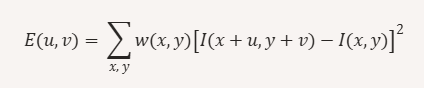 E(u, v) = ∑ w(x, y)[I(x + u, y + v) − I(x, y)]²
x, y